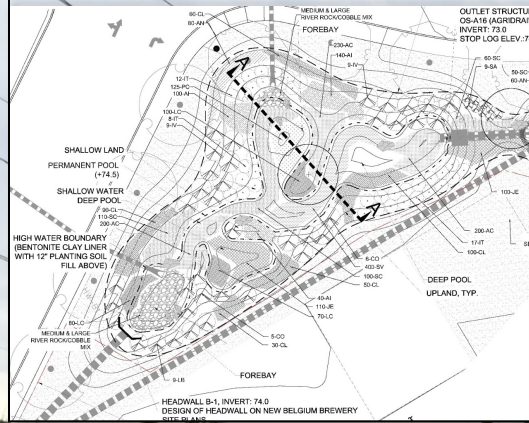 60-CL
80-AN
MEDIUM & LARGE
RIVER ROCK/COBBLE
MIX
FOREBAY
OUTLET STRUCTU
OS-A16 (AGRIDRAI
INVERT: 73.0
STOP LOG ELEV.:7
230-AC
140-AI
9-IV
60-SC
9-SA
50-SC
60-AN
12-IT
125-PC
100-AI
100-LC
8-IT
9-IV
SHALLOW LAND
PERMANENT POOL
(+74.5)
SHALLOW WATER
DEEP POOL
90-CL
110-SC
200-AC
HIGH WATER BOUNDARY
(BENTONITE CLAY LINER
WITH 12" PLANTING SOIL
FILL ABOVE)
A
A
100-JE
200-AC
17-IT
100-CL
6-CO
400-SV
100-SC
50-CL
DEEP POOL
UPLAND, TYP.
40-AI
110-JE
70-LC
80-LC
MEDIUM & LARGE
RIVER ROCK/COBBLE
MIX
5-CO
30-CL
9-LB
FOREBAY
HEADWALL B-1, INVERT: 74.0
DESIGN OF HEADWALL ON NEW BELGIUM BREWERY
SITE PLANS